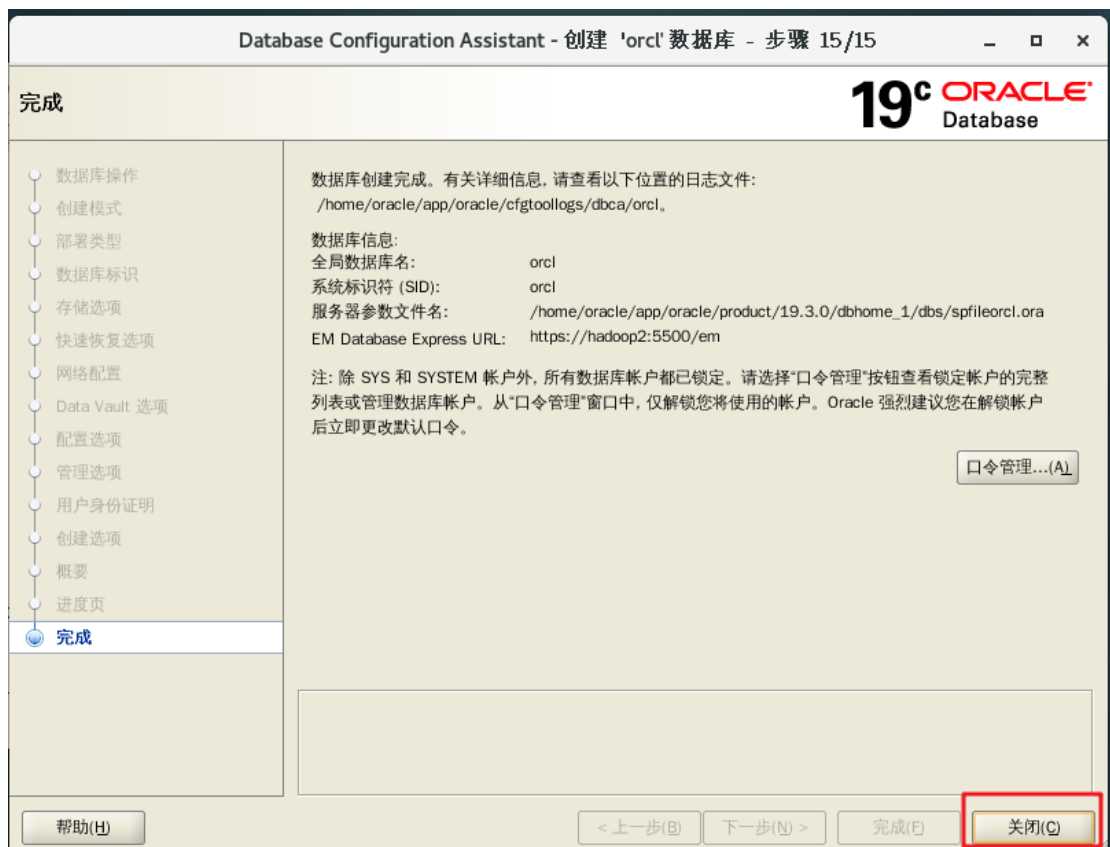 Database Configuration Assistant - 创建 'orcl' 数据库 - 步骤 15/15
完成
19c ORACLE
Database
数据库操作
创建模式
部署类型
数据库标识
存储选项
快速恢复选项
网络配置
Data Vault 选项
配置选项
管理选项
用户身份证明
创建选项
概要
进度页
完成
数据库创建完成。有关详细信息, 请查看以下位置的日志文件:
/home/oracle/app/oracle/cfgtoollogs/dbca/orcl。
数据库信息:
全局数据库名: orcl
系统标识符 (SID): orcl
服务器参数文件名: /home/oracle/app/oracle/product/19.3.0/dbhome_1/dbs/spfileorcl.ora
EM Database Express URL: https://hadoop2:5500/em
注: 除 SYS 和 SYSTEM 帐户外, 所有数据库帐户都已锁定。请选择“口令管理”按钮查看锁定帐户的完整
列表或管理数据库帐户。从“口令管理”窗口中, 仅解锁您将使用的帐户。Oracle 强烈建议您在解锁帐户
后立即更改默认口令。
口令管理...(A)
帮助(H)
< 上一步(B)
下一步(N) >
完成(F)
关闭(C)